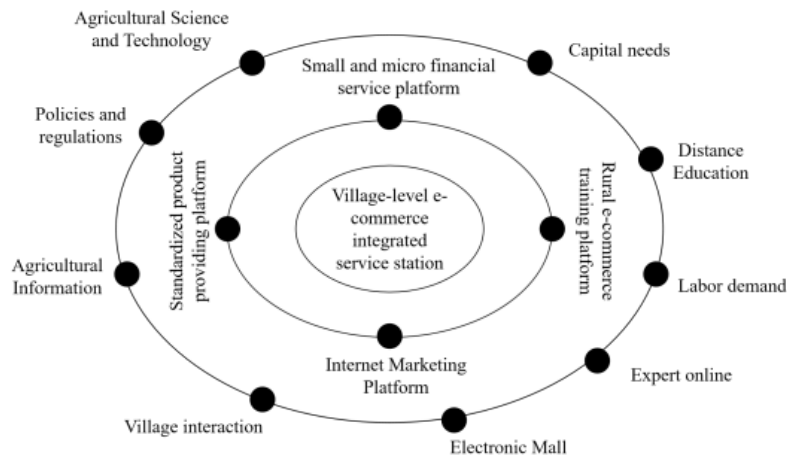 Agricultural Science
and Technology
Capital needs
Small and micro financial
service platform
Policies and
regulations
Distance
Education
Standardized product
providing platform
Rural e-commerce
training platform
Village-level e-
commerce
integrated
service station
Agricultural
Information
Labor demand
Internet Marketing
Platform
Expert online
Village interaction
Electronic Mall